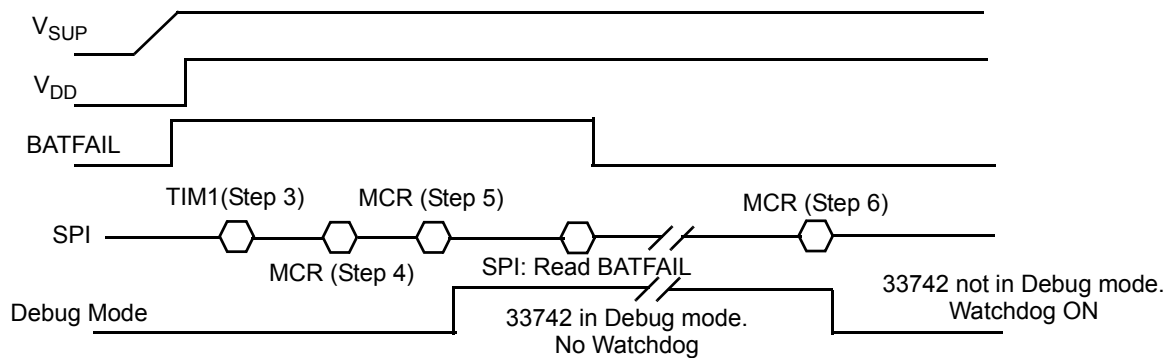 VSUP
VDD
BATFAIL
TIM1(Step 3)
MCR (Step 5)
MCR (Step 6)
SPI
MCR (Step 4)
SPI: Read BATFAIL
Debug Mode
33742 in Debug mode.
No Watchdog
33742 not in Debug mode.
Watchdog ON